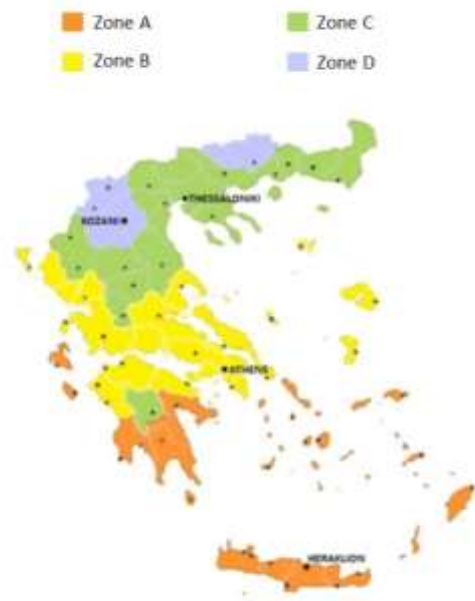 Zone A
Zone C
Zone B
Zone D
THESSALONIKI
KOZANI
ATHENS
HERAKLION